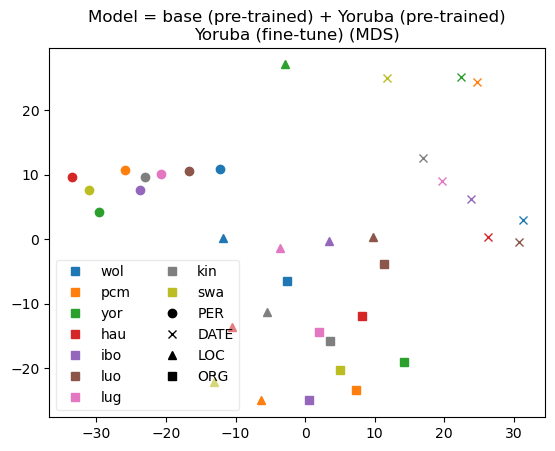 Model = base (pre-trained) + Yoruba (pre-trained)
Yoruba (fine-tune) (MDS)
20
10
0
−10
−20
wol kin
pcm swa
yor PER
hau DATE
ibo LOC
luo ORG
lug
−30 −20 −10 0 10 20 30